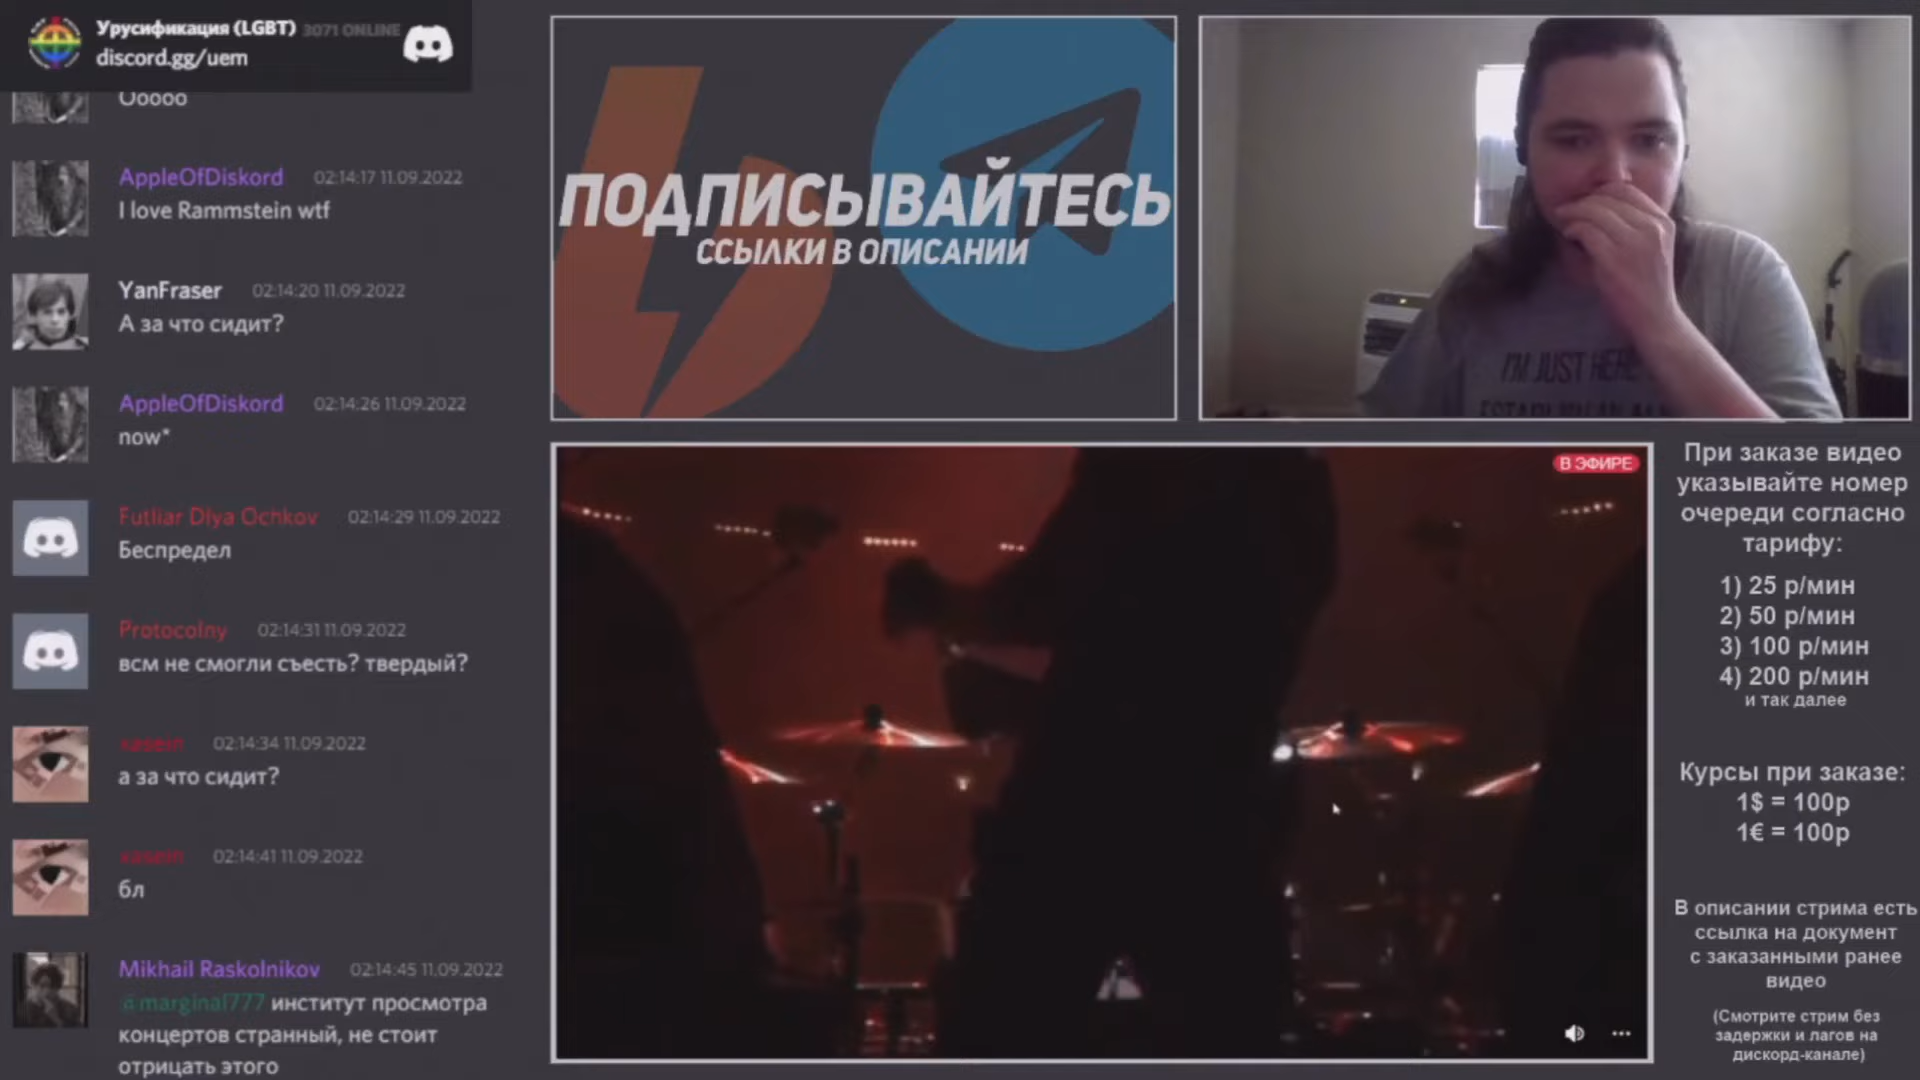 Урусификация (LGBT) 3071 ONLINE
discord.gg/uem
Ооооо
AppleOfDiskord 02:14:17 11.09.2022
I love Rammstein wtf
YanFraser 02:14:20 11.09.2022
А за что сидит?
AppleOfDiskord 02:14:26 11.09.2022
now*
Futliar Dlya Ochkov 02:14:29 11.09.2022
Беспредел
Protocolny 02:14:31 11.09.2022
всм не смогли съесть? твердый?
02:14:34 11.09.2022
а за что сидит?
02:14:41 11.09.2022
бл
Mikhail Raskolnikov 02:14:45 11.09.2022
@marginal777 институт просмотра
концертов странный, не стоит
отрицать этого
ПОДПИСЫВАЙТЕСЬ
ССЫЛКИ В ОПИСАНИИ
I'M JUST HERE
В ЭФИРЕ
При заказе видео
указывайте номер
очереди согласно
тарифу:
1) 25 р/мин
2) 50 р/мин
3) 100 р/мин
4) 200 р/мин
и так далее
Курсы при заказе:
1$ = 100р
1€ = 100р
В описании стрима есть
ссылка на документ
с заказанными ранее
видео
(Смотрите стрим без
задержки и лагов на
дискорд-канале)